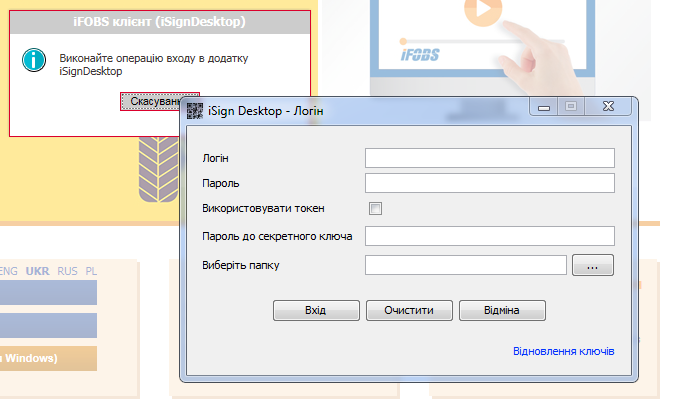 iFOBS клієнт (iSignDesktop)
Виконайте операцію входу в додатку
iSignDesktop
iFOBS
iSign Desktop - Логін
Логін
Пароль
Використовувати токен
Пароль до секретного ключа
Виберіть папку
...
Вхід Очистити Відміна
Відновлення ключів
ENG UKR RUS PL
Windows)